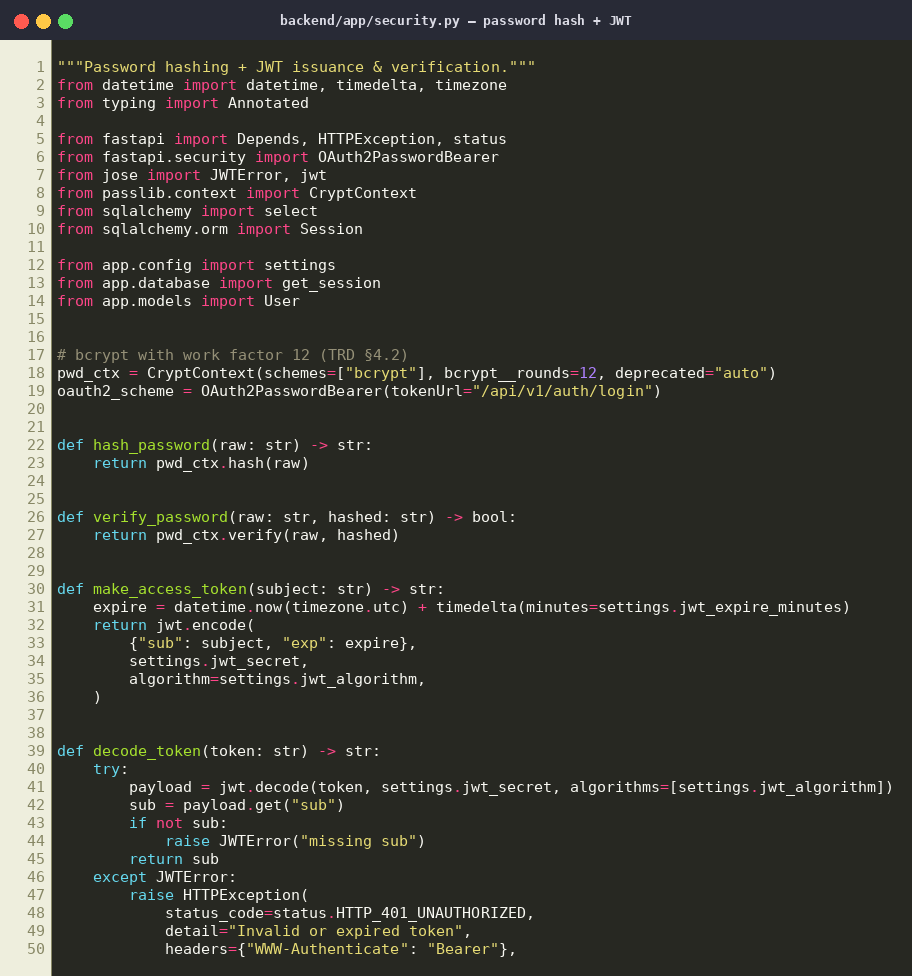 backend/app/security.py — password hash + JWT
1 """Password hashing + JWT issuance & verification."""
2 from datetime import datetime, timedelta, timezone
3 from typing import Annotated
4
5 from fastapi import Depends, HTTPException, status
6 from fastapi.security import OAuth2PasswordBearer
7 from jose import JWTError, jwt
8 from passlib.context import CryptContext
9 from sqlalchemy import select
10 from sqlalchemy.orm import Session
11
12 from app.config import settings
13 from app.database import get_session
14 from app.models import User
15
16
17 # bcrypt with work factor 12 (TRD §4.2)
18 pwd_ctx = CryptContext(schemes=["bcrypt"], bcrypt__rounds=12, deprecated="auto")
19 oauth2_scheme = OAuth2PasswordBearer(tokenUrl="/api/v1/auth/login")
20
21
22 def hash_password(raw: str) -> str:
23     return pwd_ctx.hash(raw)
24
25
26 def verify_password(raw: str, hashed: str) -> bool:
27     return pwd_ctx.verify(raw, hashed)
28
29
30 def make_access_token(subject: str) -> str:
31     expire = datetime.now(timezone.utc) + timedelta(minutes=settings.jwt_expire_minutes)
32     return jwt.encode(
33         {"sub": subject, "exp": expire},
34         settings.jwt_secret,
35         algorithm=settings.jwt_algorithm,
36     )
37
38
39 def decode_token(token: str) -> str:
40     try:
41         payload = jwt.decode(token, settings.jwt_secret, algorithms=[settings.jwt_algorithm])
42         sub = payload.get("sub")
43         if not sub:
44             raise JWTError("missing sub")
45         return sub
46     except JWTError:
47         raise HTTPException(
48             status_code=status.HTTP_401_UNAUTHORIZED,
49             detail="Invalid or expired token",
50             headers={"WWW-Authenticate": "Bearer"},